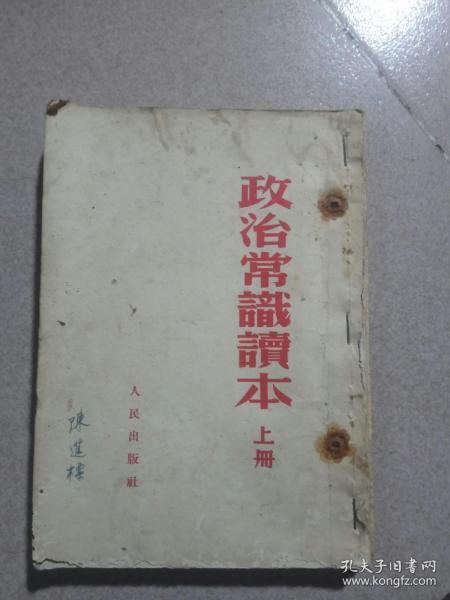 政治常識讀本
上冊
人民出版社
陳進樓
孔夫子旧书网
www.kongfz.com